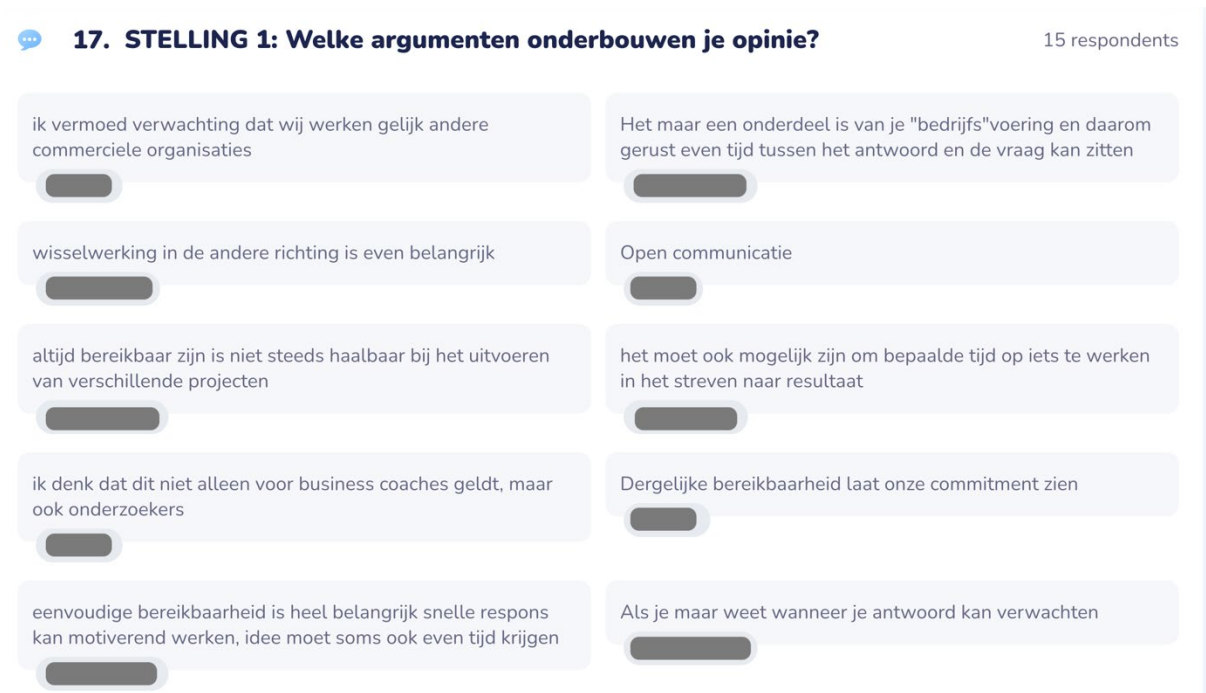 17. STELLING 1: Welke argumenten onderbouwen je opinie?
15 respondents
ik vermoed verwachting dat wij werken gelijk andere
commerciele organisaties
Het maar een onderdeel is van je "bedrijfs"voering en daarom
gerust even tijd tussen het antwoord en de vraag kan zitten
wisselwerking in de andere richting is even belangrijk
Open communicatie
altijd bereikbaar zijn is niet steeds haalbaar bij het uitvoeren
van verschillende projecten
het moet ook mogelijk zijn om bepaalde tijd op iets te werken
in het streven naar resultaat
ik denk dat dit niet alleen voor business coaches geldt, maar
ook onderzoekers
Dergelijke bereikbaarheid laat onze commitment zien
eenvoudige bereikbaarheid is heel belangrijk snelle respons
kan motiverend werken, idee moet soms ook even tijd krijgen
Als je maar weet wanneer je antwoord kan verwachten